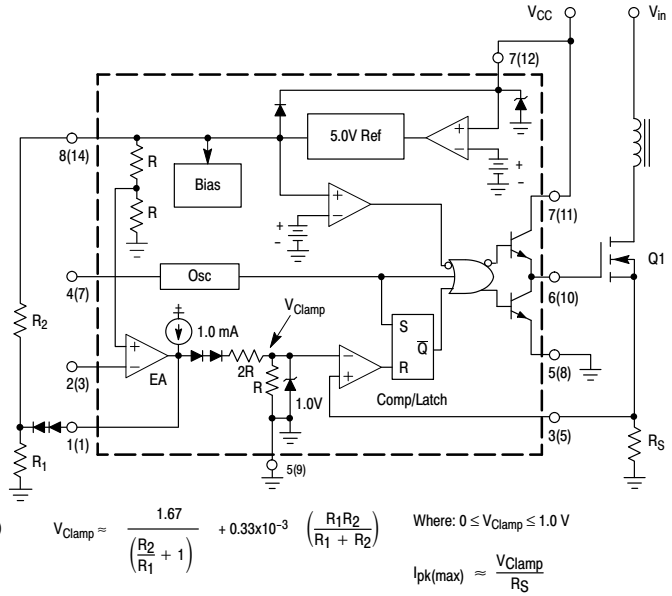 VCC
Vin
7(12)
5.0V Ref
+
−
+
-
8(14)
R
Bias
R
+
-
+
−
7(11)
Q1
4(7)
Osc
6(10)
VClamp
R2
1.0 mA
S
Q
R
+
−
EA
2R
R
1.0V
−
+
2(3)
5(8)
Comp/Latch
1(1)
3(5)
R1
5(9)
RS
) VClamp ≈ 1.67 / (R2/R1 + 1) + 0.33x10−3 (R1R2 / R1 + R2) Where: 0 ≤ VClamp ≤ 1.0 V
Ipk(max) ≈ VClamp / RS